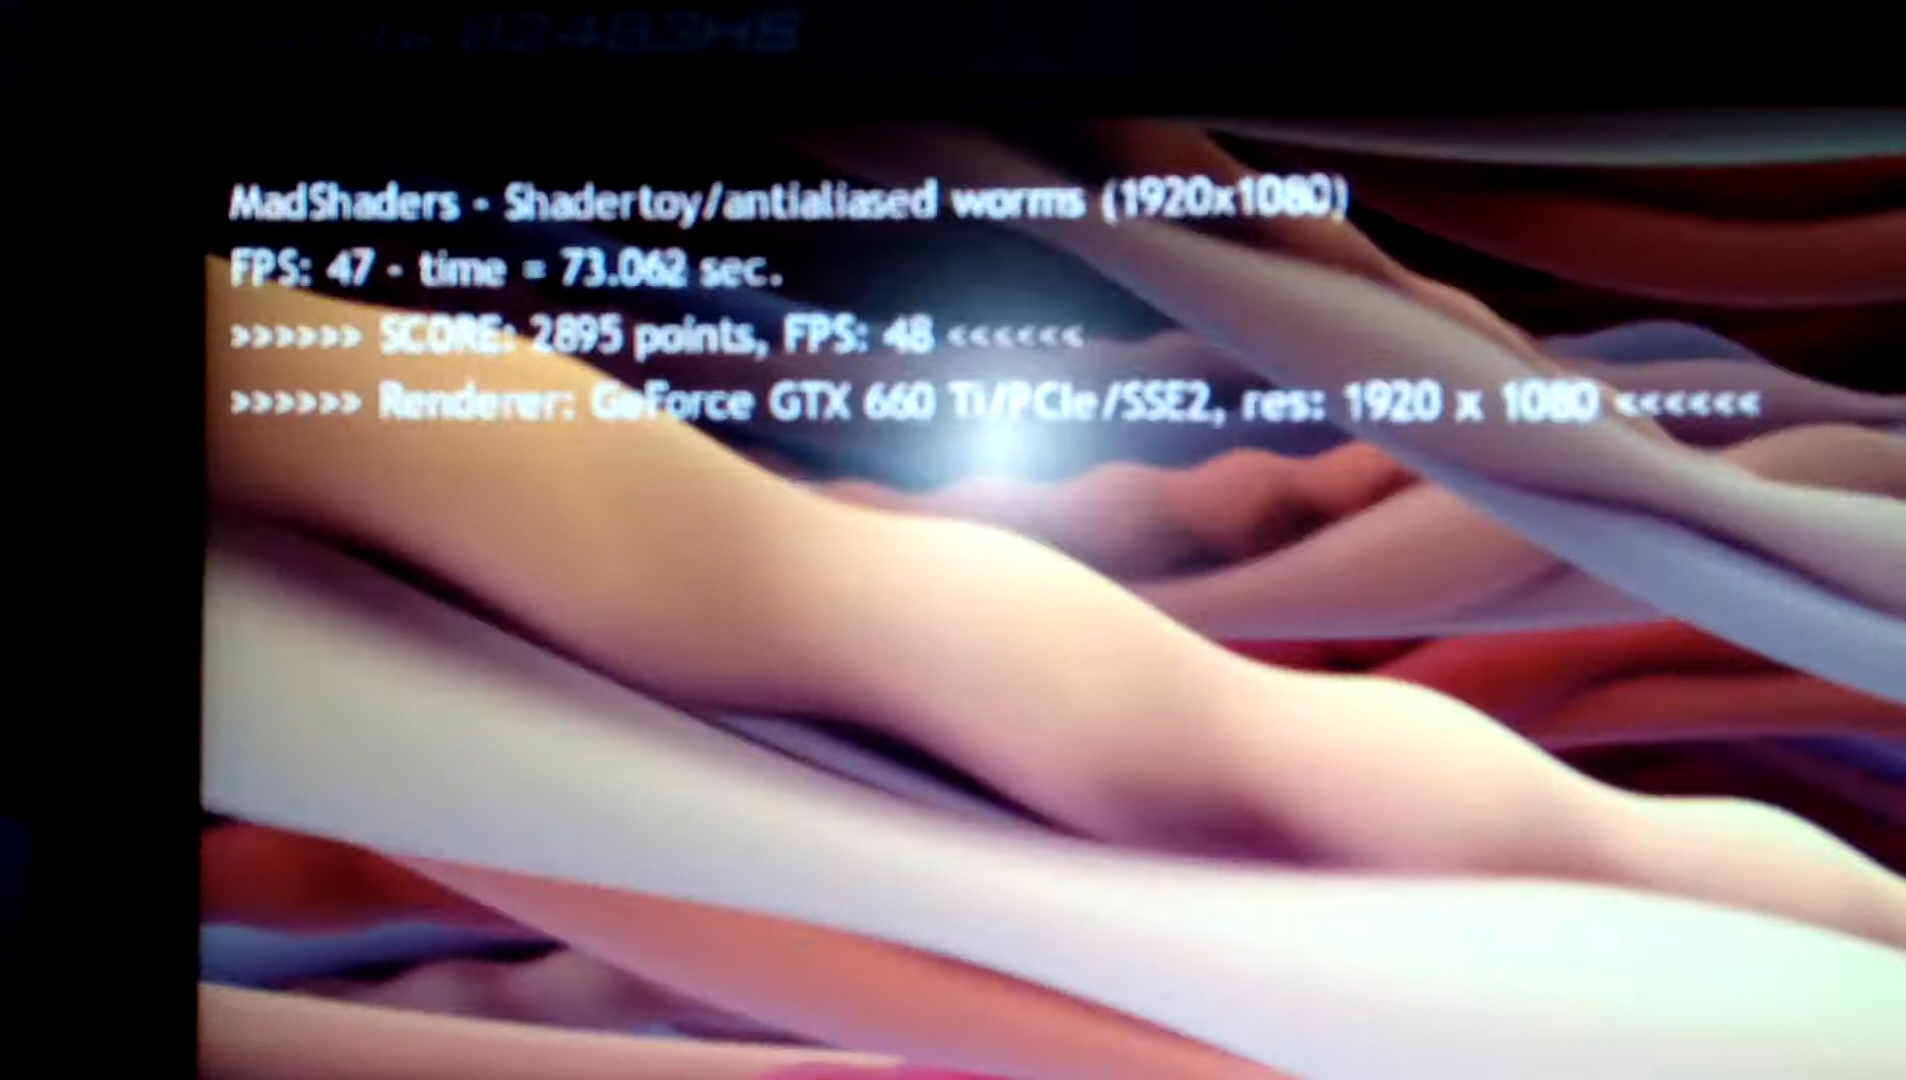 82483HS
MadShaders - Shadertoy/antialiased worms (1920x1080)
FPS: 47 - time = 73.062 sec.
>>>>>> SCORE: 2895 points, FPS: 48 <<<<<<
>>>>>> Renderer: GeForce GTX 660 Ti/PCIe/SSE2, res: 1920 x 1080 <<<<<<